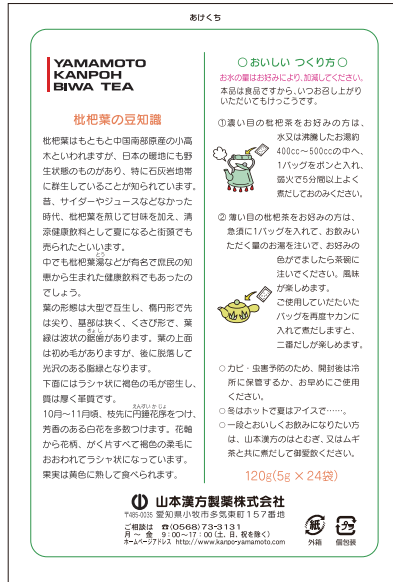 あけくち
YAMAMOTO
KANPOH
BIWA TEA
枇杷葉の豆知識
枇杷葉はもともと中国南部原産の小高
木といわれますが、日本の暖地にも野
生状態のものがあり、特に石灰岩地帯
に群生していることが知られています。
昔、サイダーやジュースなどなかった
時代、枇杷葉を煎じて甘味を加え、清
涼健康飲料として夏になると街頭でも
売られたといいます。
中でも枇杷葉湯などが有名で庶民の知
恵から生まれた健康飲料でもあったの
でしょう。
葉の形態は大型で互生し、楕円形で先
は尖り、基部は狭く、くさび形で、葉
縁は波状の鋸歯があります。葉の上面
は初め毛がありますが、後に脱落して
光沢のある脂緑となります。
下面にはラシャ状に褐色の毛が密生し、
質は厚く革質です。
10月〜11月頃、枝先に円錐花序をつけ、
芳香のある白花を多数つけます。花軸
から花柄、がく片すべて褐色の柔毛に
おおわれてラシャ状になっています。
果実は黄色に熟して食べられます。
○ おいしい つくり方 ○
お水の量はお好みにより、加減してください。
本品は食品ですから、いつお召し上がり
いただいてもけっこうです。
①濃い目の枇杷茶をお好みの方は、
水又は沸騰したお湯約
400cc〜500ccの中へ、
1バッグをポンと入れ、
弱火で5分間以上よく
煮だしておのみください。
② 薄い目の枇杷茶をお好みの方は、
急須に1バッグを入れて、お飲みい
ただく量のお湯を注いで、お好みの
色がでましたら茶碗に
注いでください。風味
が楽しめます。
ご使用していただいた
バッグを再度ヤカンに
入れて煮だしますと、
二番だしが楽しめます。
○ カビ・虫害予防のため、開封後は冷
所に保管するか、お早めにご使用
ください。
○ 冬はホットで夏はアイスで……。
○ 一段とおいしくお飲みになりたい方
は、山本漢方のはとむぎ、又はムギ
茶と共に煮だして御愛飲ください。
120g(5g × 24袋)
山本漢方製薬株式会社
〒485-0035 愛知県小牧市多気東町157番地
ご相談は ☎(0568)73-3131
月 〜 金 9:00〜17:00(土、日、祝を除く)
ホームページアドレス http://www.kanpo-yamamoto.com
紙 外箱
プラ 個包装